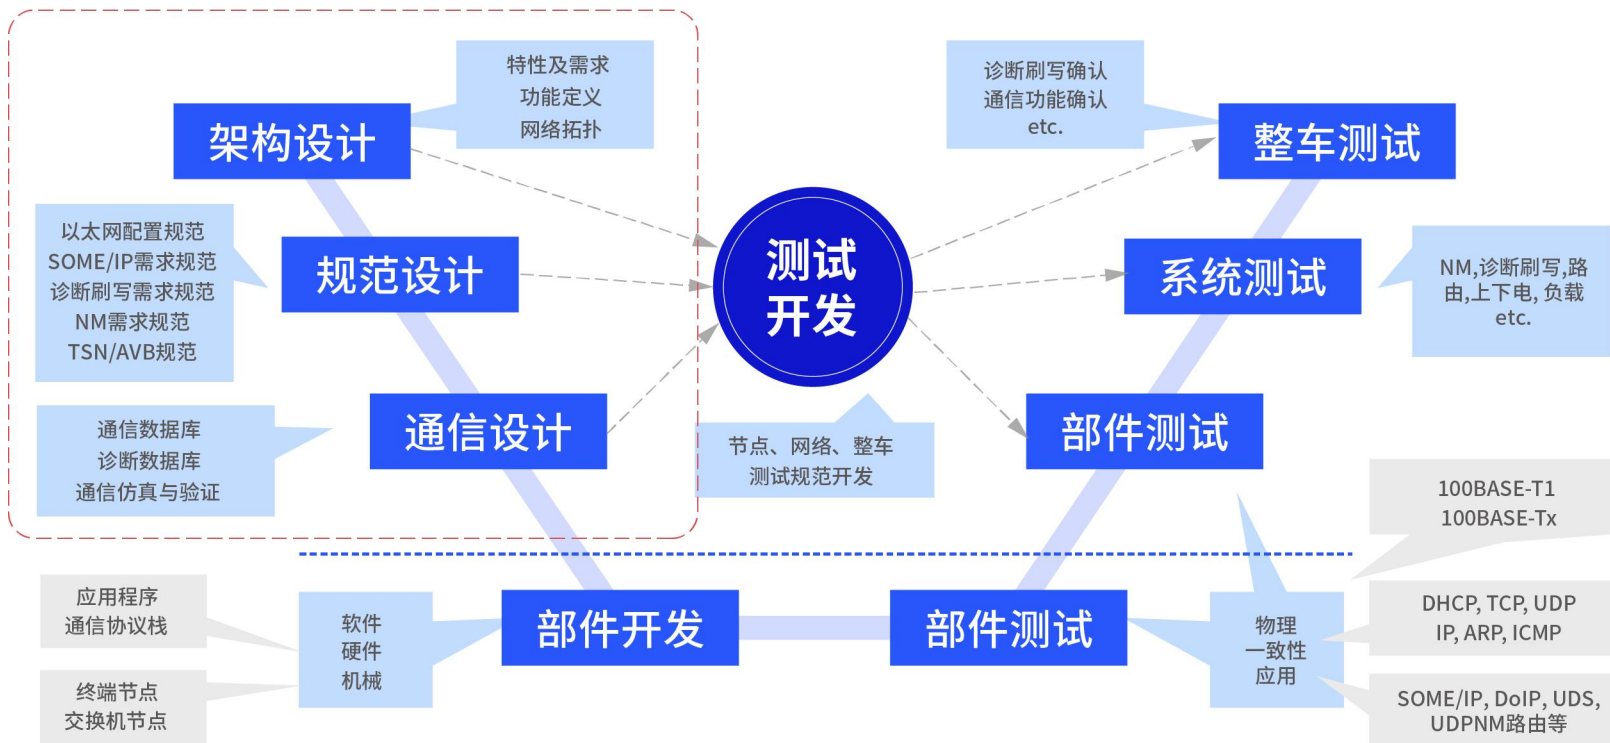 特性及需求
功能定义
网络拓扑
架构设计
以太网配置规范
SOME/IP需求规范
诊断刷写需求规范
NM需求规范
TSN/AVB规范
规范设计
通信数据库
诊断数据库
通信仿真与验证
通信设计
测试
开发
节点、网络、整车
测试规范开发
诊断刷写确认
通信功能确认
etc.
整车测试
系统测试
NM,诊断刷写,路
由,上下电, 负载
etc.
部件测试
100BASE-T1
100BASE-Tx
应用程序
通信协议栈
终端节点
交换机节点
软件
硬件
机械
部件开发
部件测试
物理
一致性
应用
DHCP, TCP, UDP
IP, ARP, ICMP
SOME/IP, DoIP, UDS,
UDPNM路由等